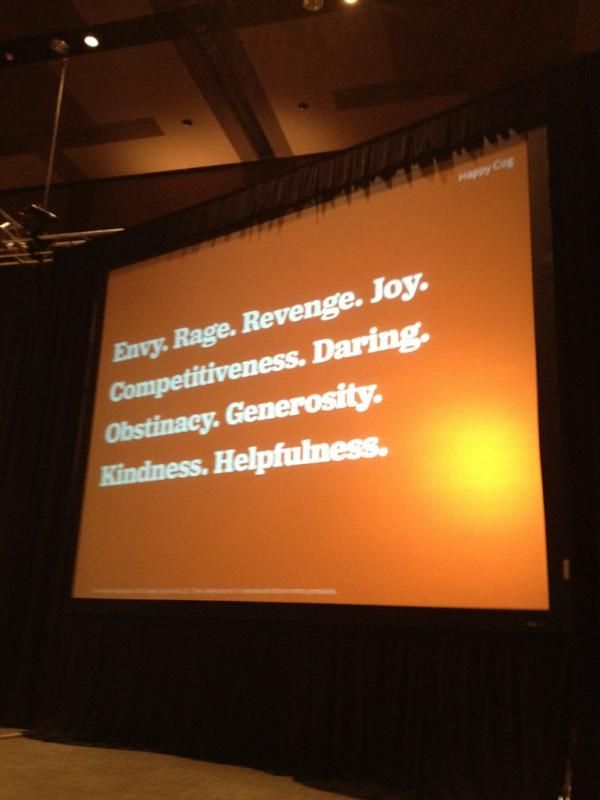 Happy Cog
Envy. Rage. Revenge. Joy.
Competitiveness. Daring.
Obstinacy. Generosity.
Kindness. Helpfulness.